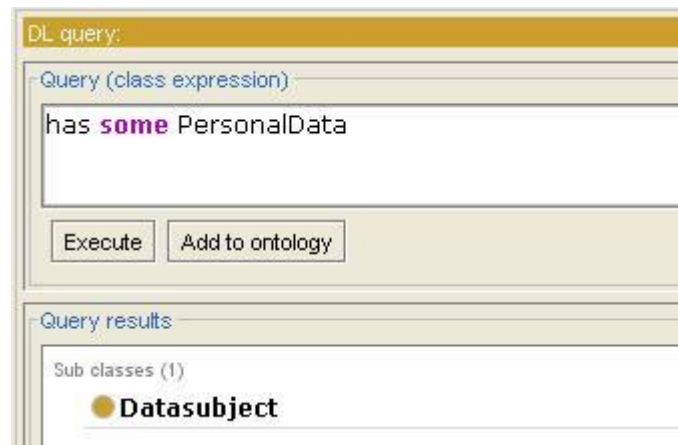 DL query:
Query (class expression)
has some PersonalData
Execute Add to ontology
Query results
Sub classes (1)
Datasubject